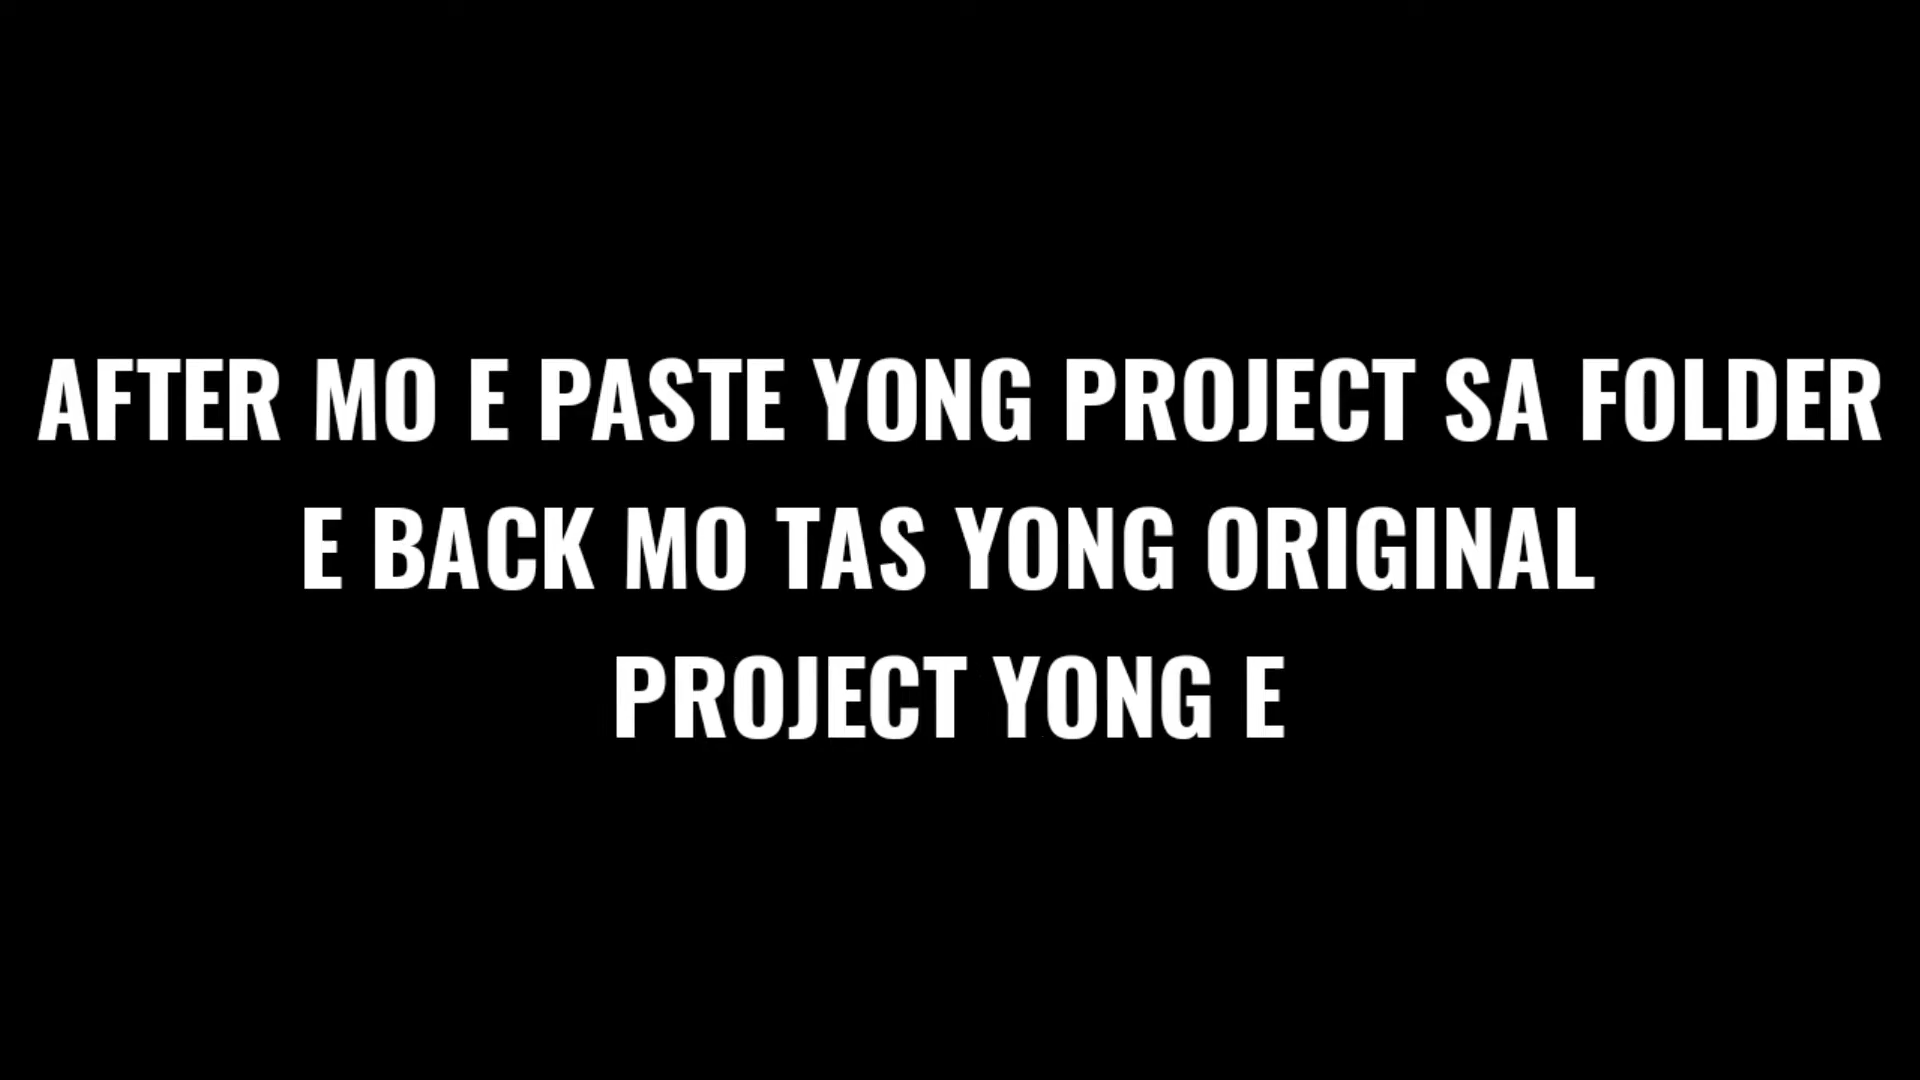 AFTER MO E PASTE YONG PROJECT SA FOLDER
E BACK MO TAS YONG ORIGINAL
PROJECT YONG E